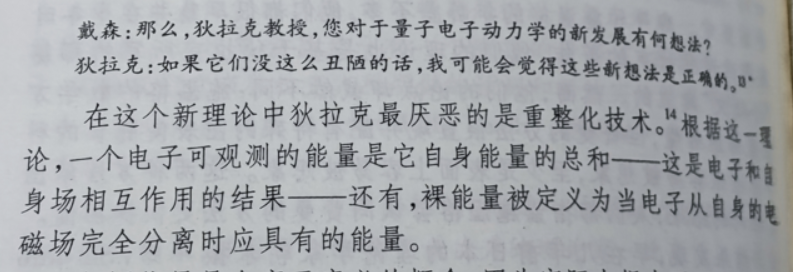 戴森:那么,狄拉克教授,您对于量子电子动力学的新发展有何想法?
狄拉克:如果它们没这么丑陋的话,我可能会觉得这些新想法是正确的。13"
在这个新理论中狄拉克最厌恶的是重整化技术。14根据这一理
论,一个电子可观测的能量是它自身能量的总和——这是电子和自
身场相互作用的结果——还有,裸能量被定义为当电子从自身的电
磁场完全分离时应具有的能量。